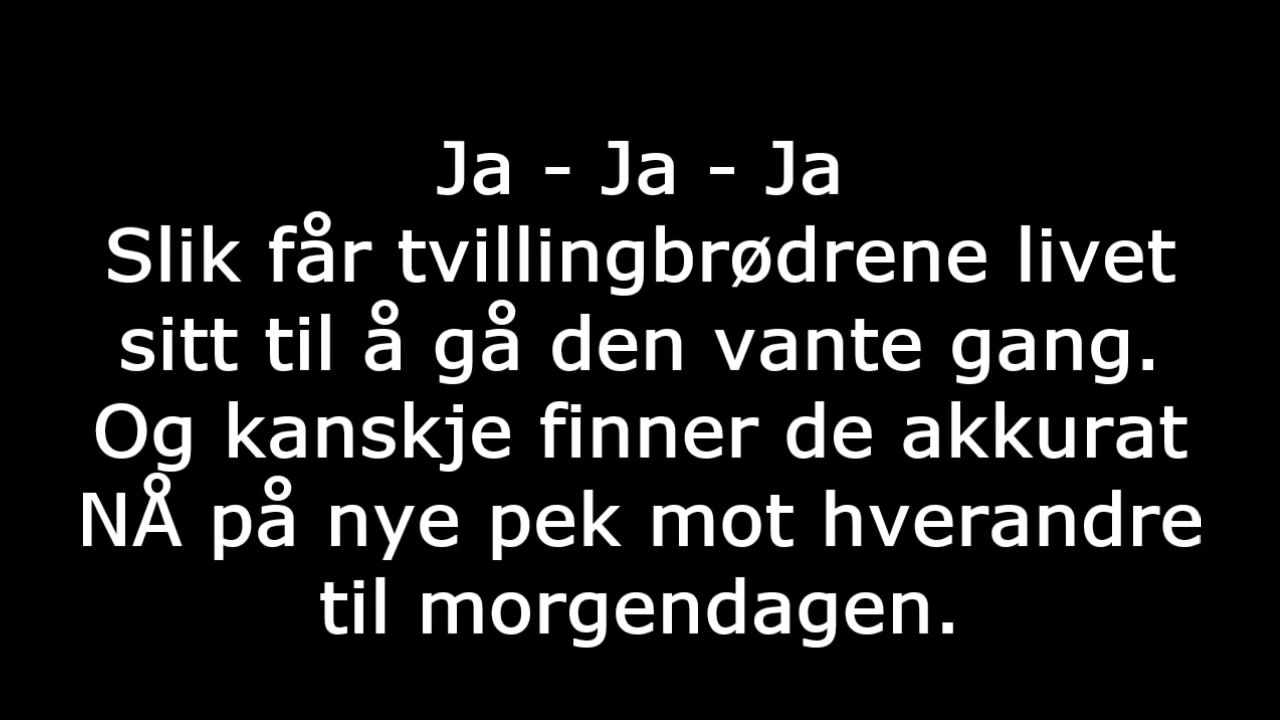 Ja - Ja - Ja
Slik får tvillingbrødrene livet
sitt til å gå den vante gang.
Og kanskje finner de akkurat
NÅ på nye pek mot hverandre
til morgendagen.